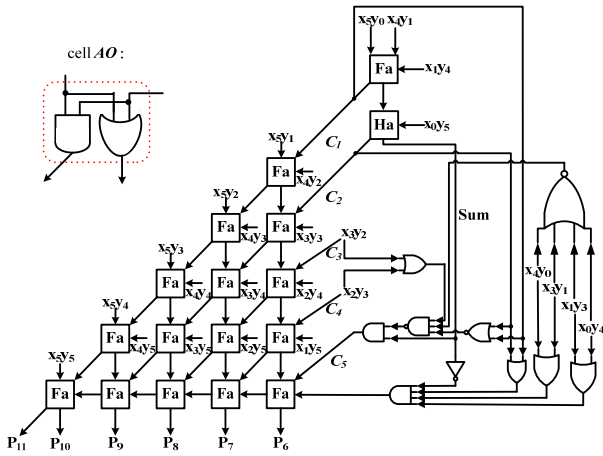 cell AO :
x5y0 x4y1
Fa x1y4
Ha x0y5
x5y1 C1
Fa x4y2
C2
x5y2 Sum
Fa x4y3 Fa x3y3 x3y2
C3
x5y3 x4y0 x3y1 x1y3 x0y4
Fa x4y4 Fa x3y4 Fa x2y4 x2y3
C4
x5y4
Fa x4y5 Fa x3y5 Fa x2y5 Fa x1y5 C5
x5y5
Fa Fa Fa Fa Fa
P11 P10 P9 P8 P7 P6